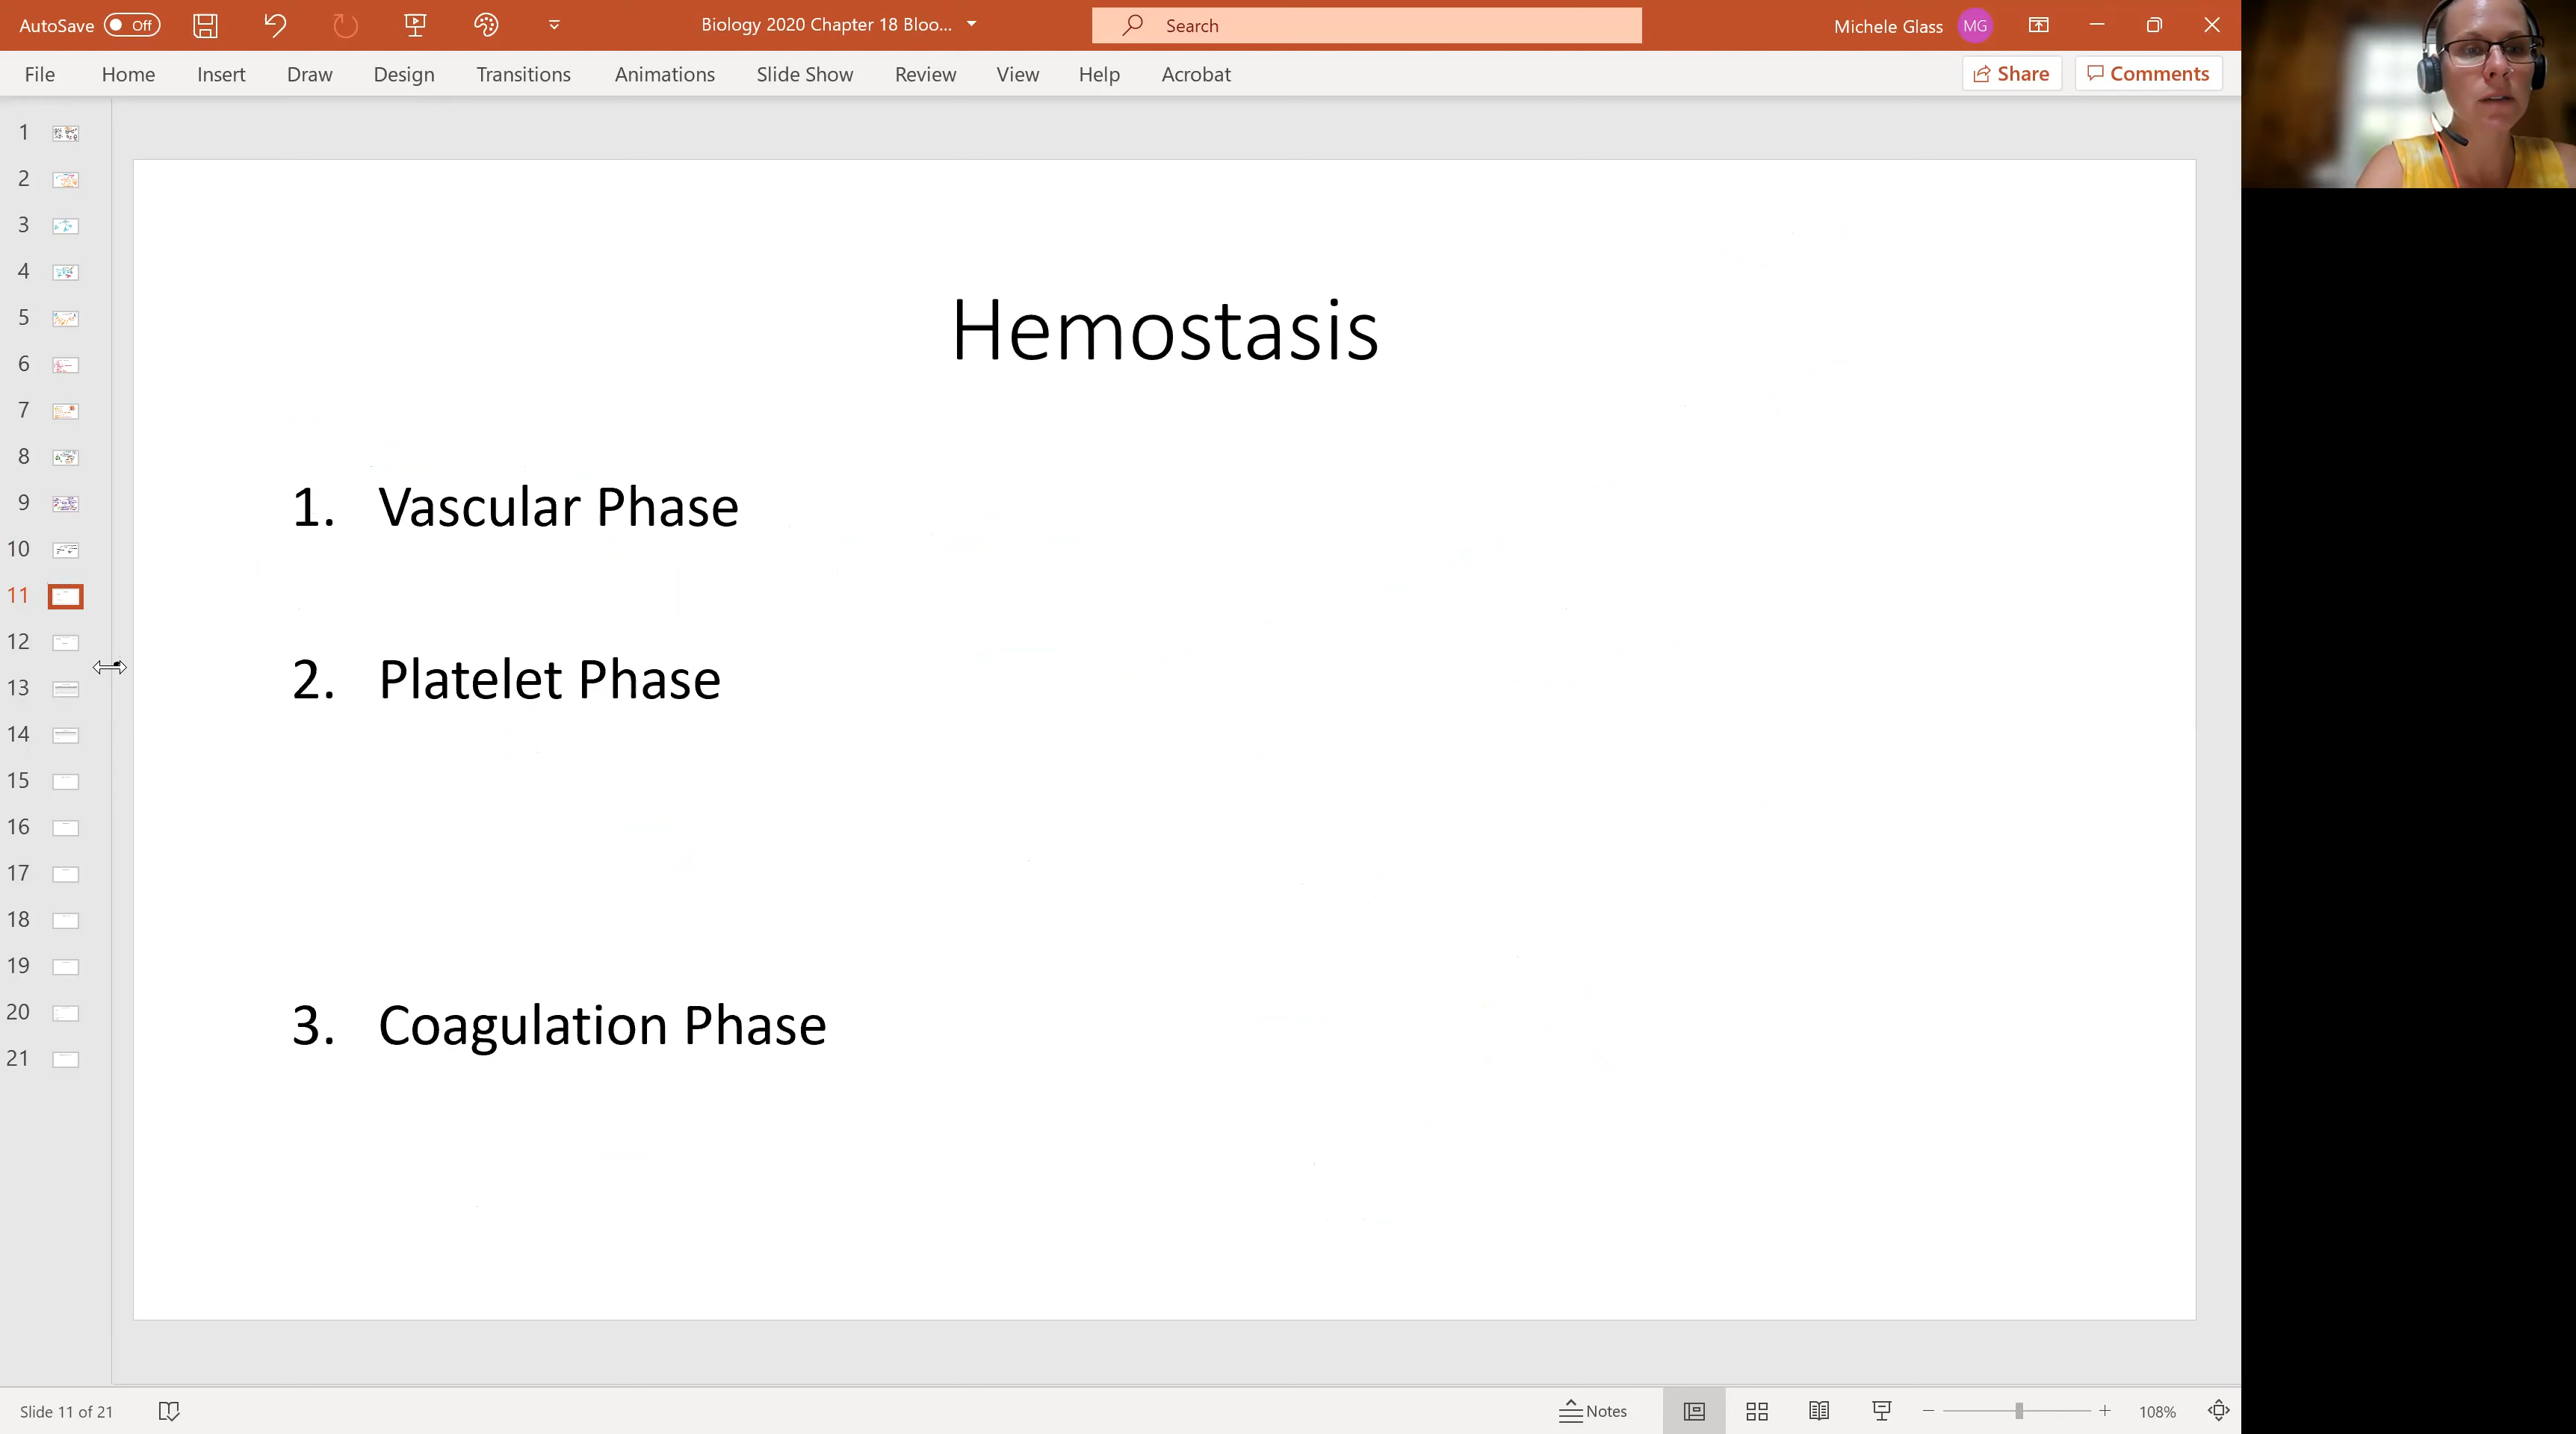 AutoSave Off
Biology 2020 Chapter 18 Bloo...
Search
Michele Glass MG
File Home Insert Draw Design Transitions Animations Slide Show Review View Help Acrobat
Share Comments
1
2
3
4
5
6
7
8
9
10
11
12
13
14
15
16
17
18
19
20
21
Hemostasis
1. Vascular Phase
2. Platelet Phase
3. Coagulation Phase
Slide 11 of 21
Notes
108%